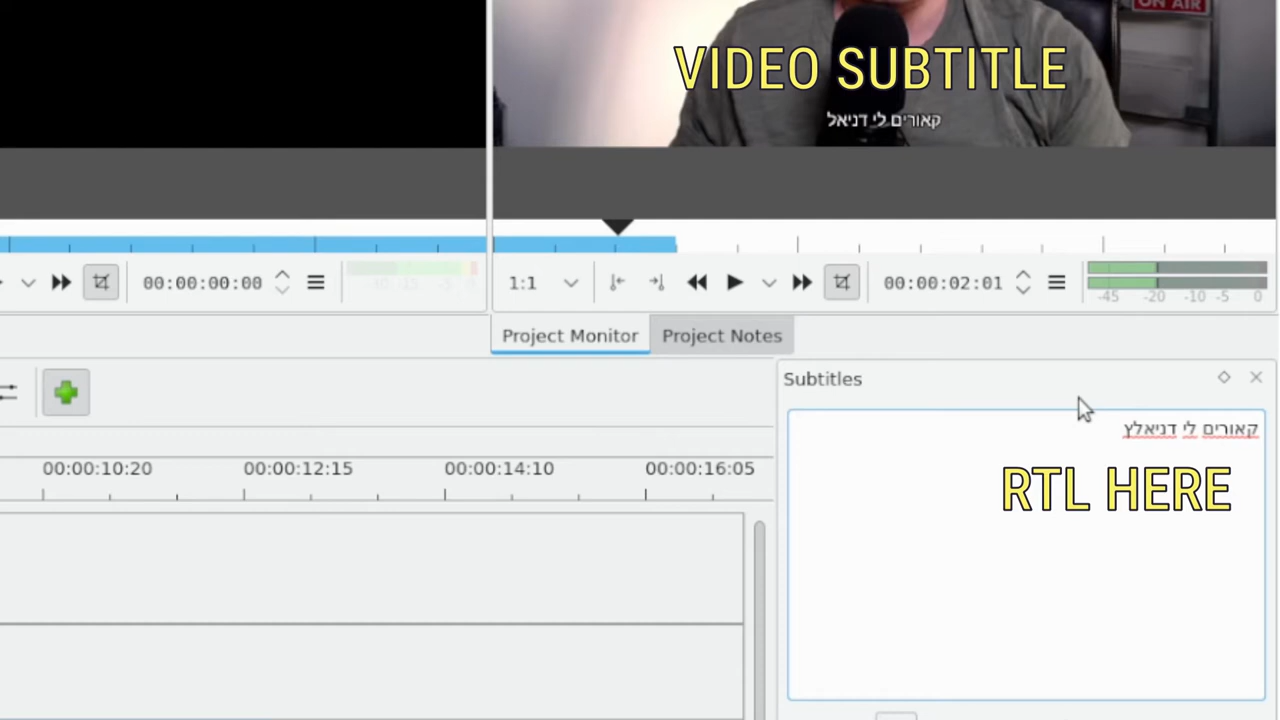 ON AIR
VIDEO SUBTITLE
קאורים לי דניאל
00:00:00:00
1:1
00:00:02:01
-45 -20 -10 -5 0
Project Monitor
Project Notes
Subtitles
קאורים לי דניאלץ
RTL HERE
00:00:10:20
00:00:12:15
00:00:14:10
00:00:16:05